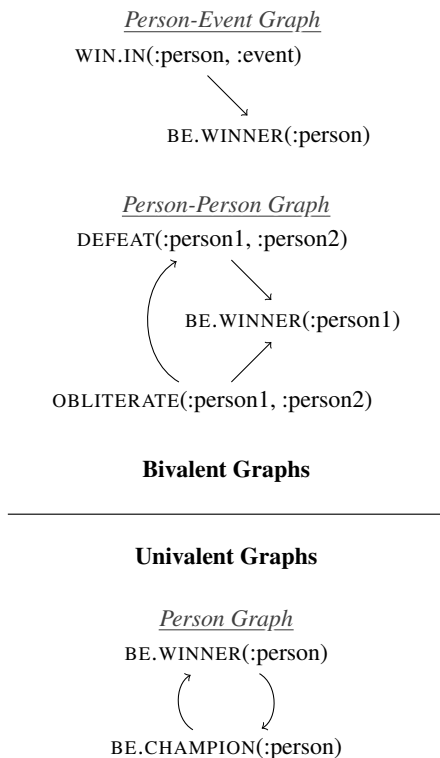 Person-Event Graph
WIN.IN(:person, :event)
BE.WINNER(:person)
Person-Person Graph
DEFEAT(:person1, :person2)
BE.WINNER(:person1)
OBLITERATE(:person1, :person2)
Bivalent Graphs
Univalent Graphs
Person Graph
BE.WINNER(:person)
BE.CHAMPION(:person)